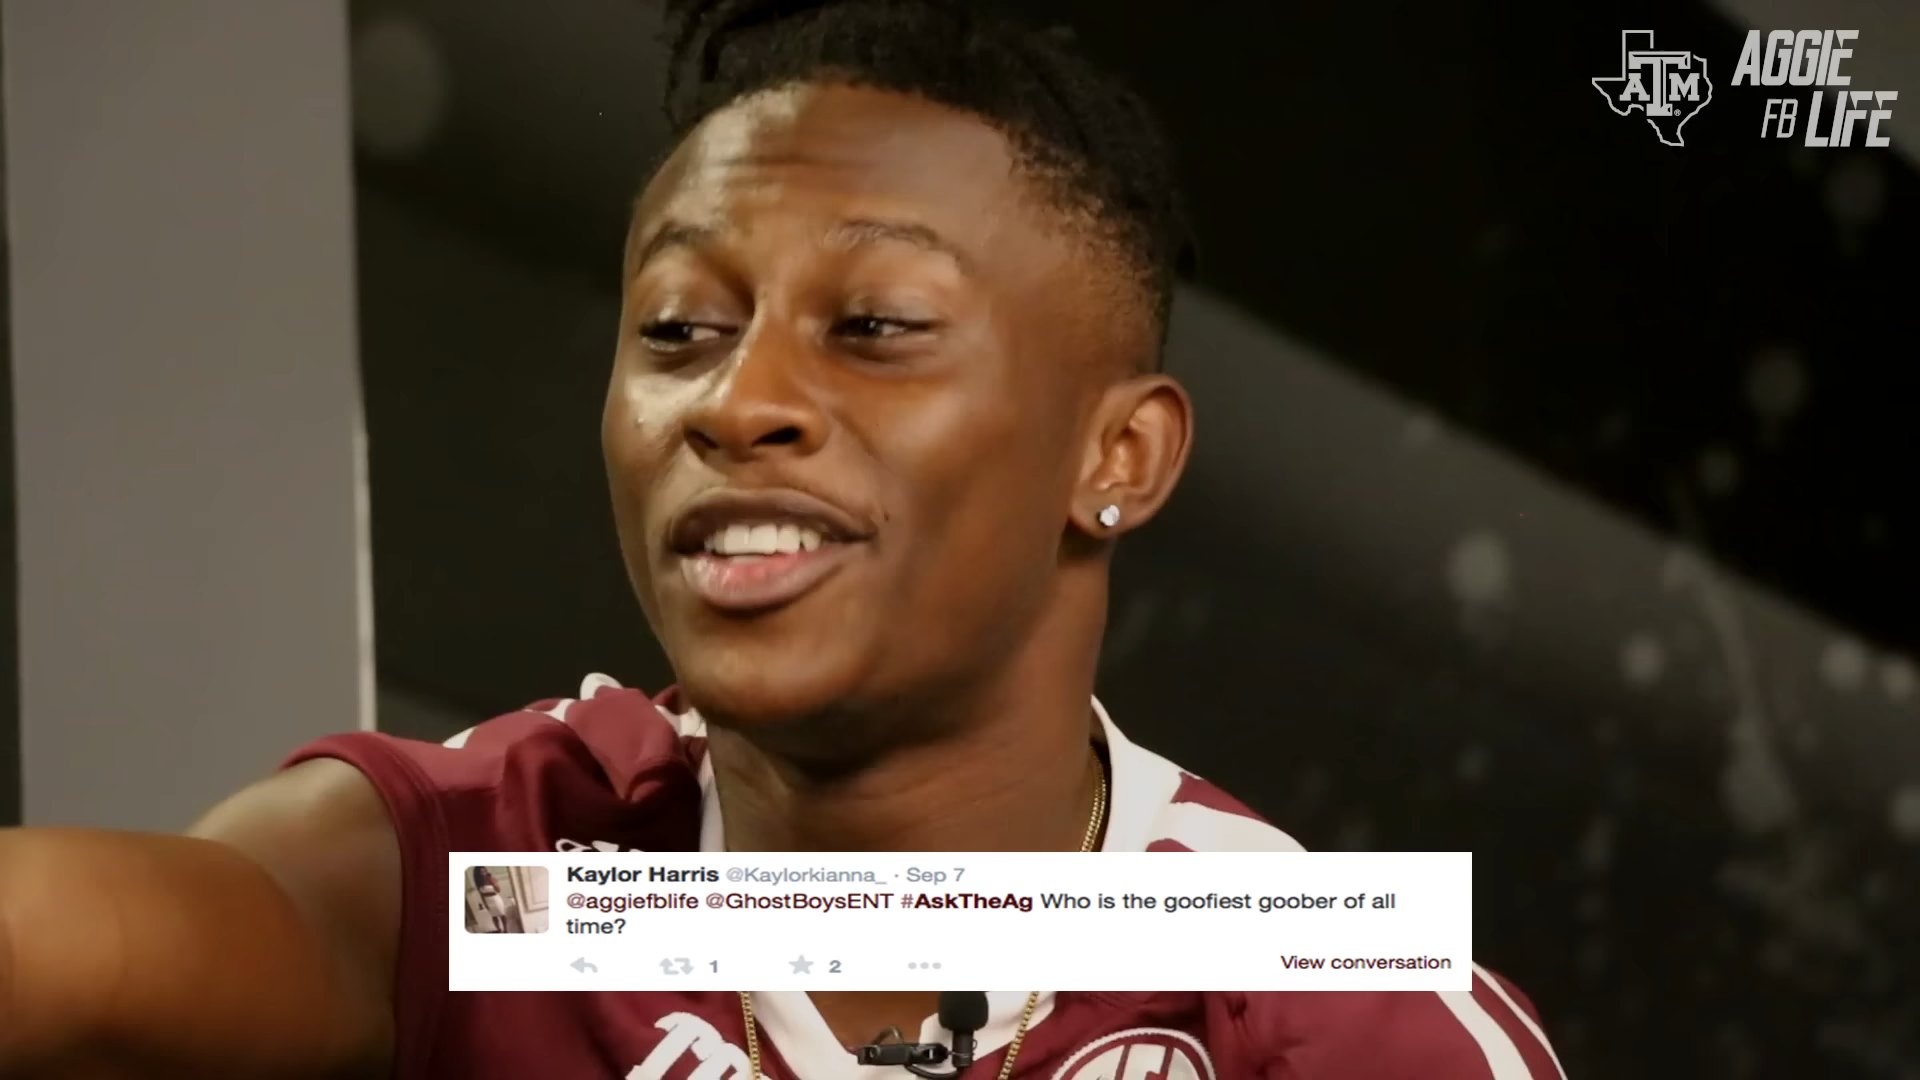 ATM
AGGIE
FB LIFE
Kaylor Harris @Kaylorkianna_ · Sep 7
@aggiefblife @GhostBoysENT #AskTheAg Who is the goofiest goober of all
time?
1 2
View conversation